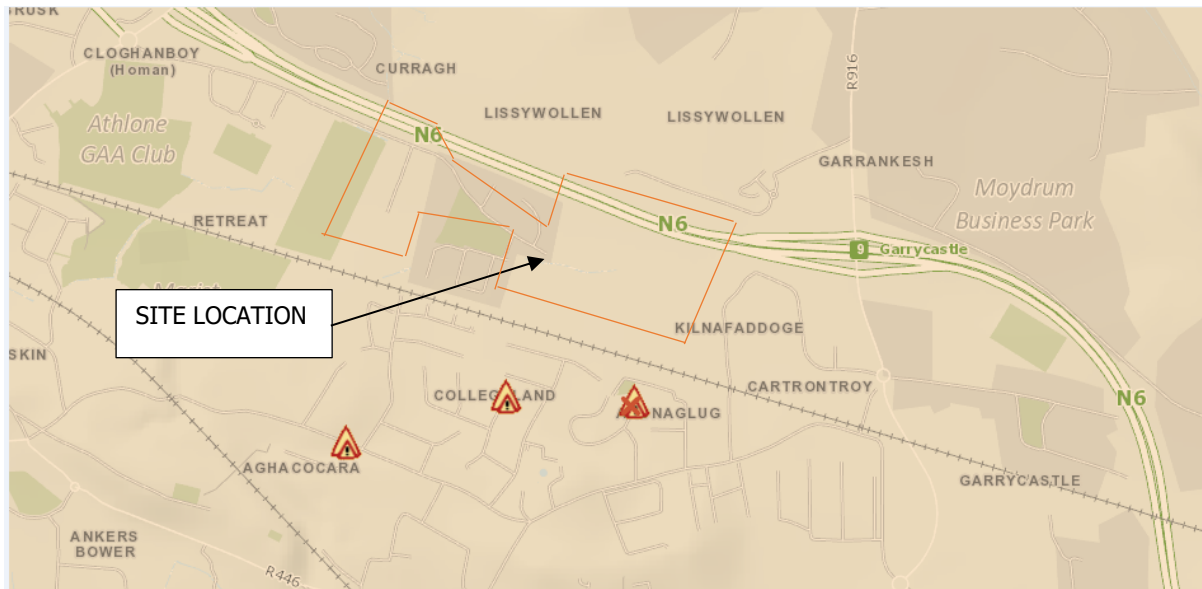 RUSK
CLOGHANBOY
(Homan)
CURRAGH
LISSYWOLLEN
LISSYWOLLEN
R916
Athlone
GAA Club
N6
GARRANKESH
Moydrum
Business Park
RETREAT
N6
9 Garrycastle
SITE LOCATION
KILNAFADDOGE
SKIN
CARTRONTROY
N6
NAGLUG
AGHACOCARA
GARRYCASTLE
ANKERS
BOWER
R446